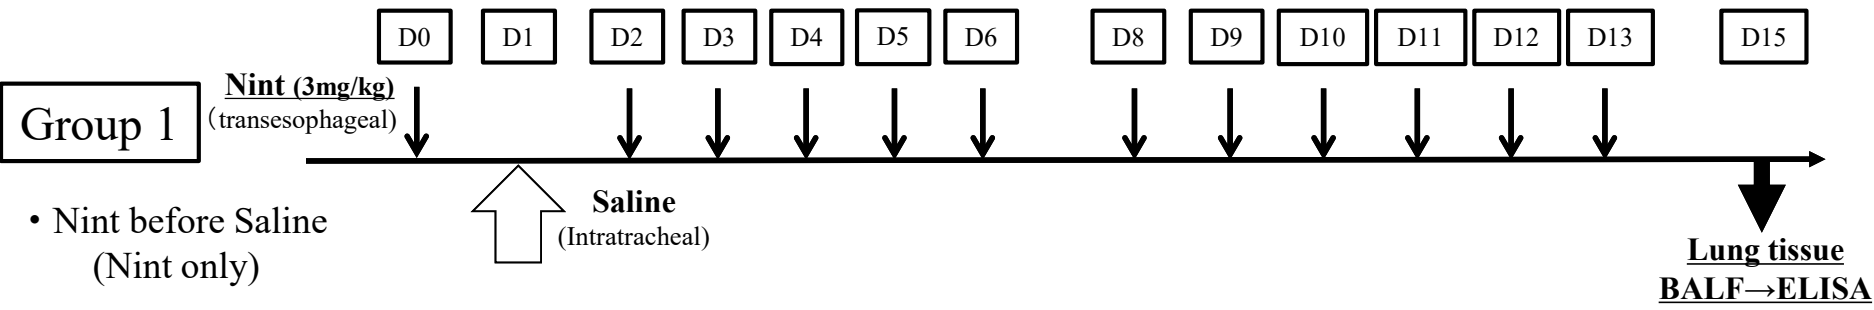 D0 D1 D2 D3 D4 D5 D6 D8 D9 D10 D11 D12 D13 D15
Nint (3mg/kg)
（transesophageal)
Group 1
Saline
(Intratracheal)
・Nint before Saline
(Nint only)
Lung tissue
BALF→ELISA